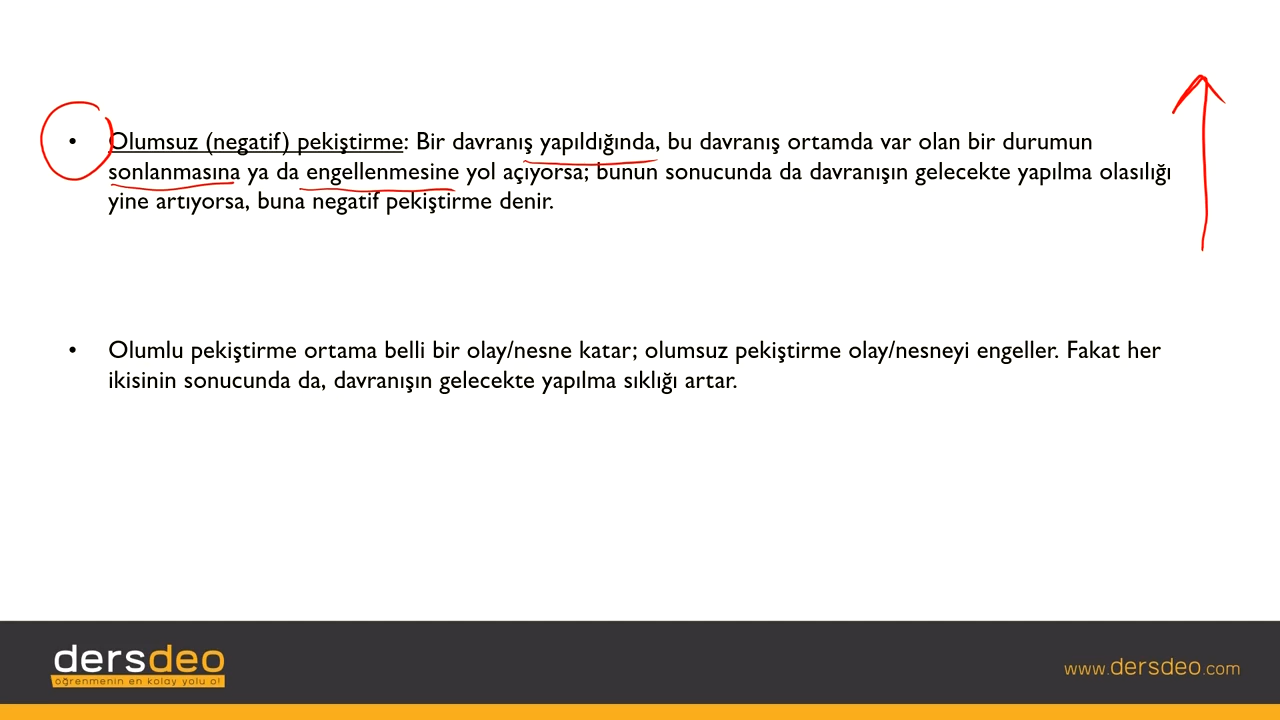 • Olumsuz (negatif) pekiştirme: Bir davranış yapıldığında, bu davranış ortamda var olan bir durumun
sonlanmasına ya da engellenmesine yol açıyorsa; bunun sonucunda da davranışın gelecekte yapılma olasılığı
yine artıyorsa, buna negatif pekiştirme denir.
• Olumlu pekiştirme ortama belli bir olay/nesne katar; olumsuz pekiştirme olay/nesneyi engeller. Fakat her
ikisinin sonucunda da, davranışın gelecekte yapılma sıklığı artar.
dersdeo
öğrenmenin en kolay yolu o!
www.dersdeo.com